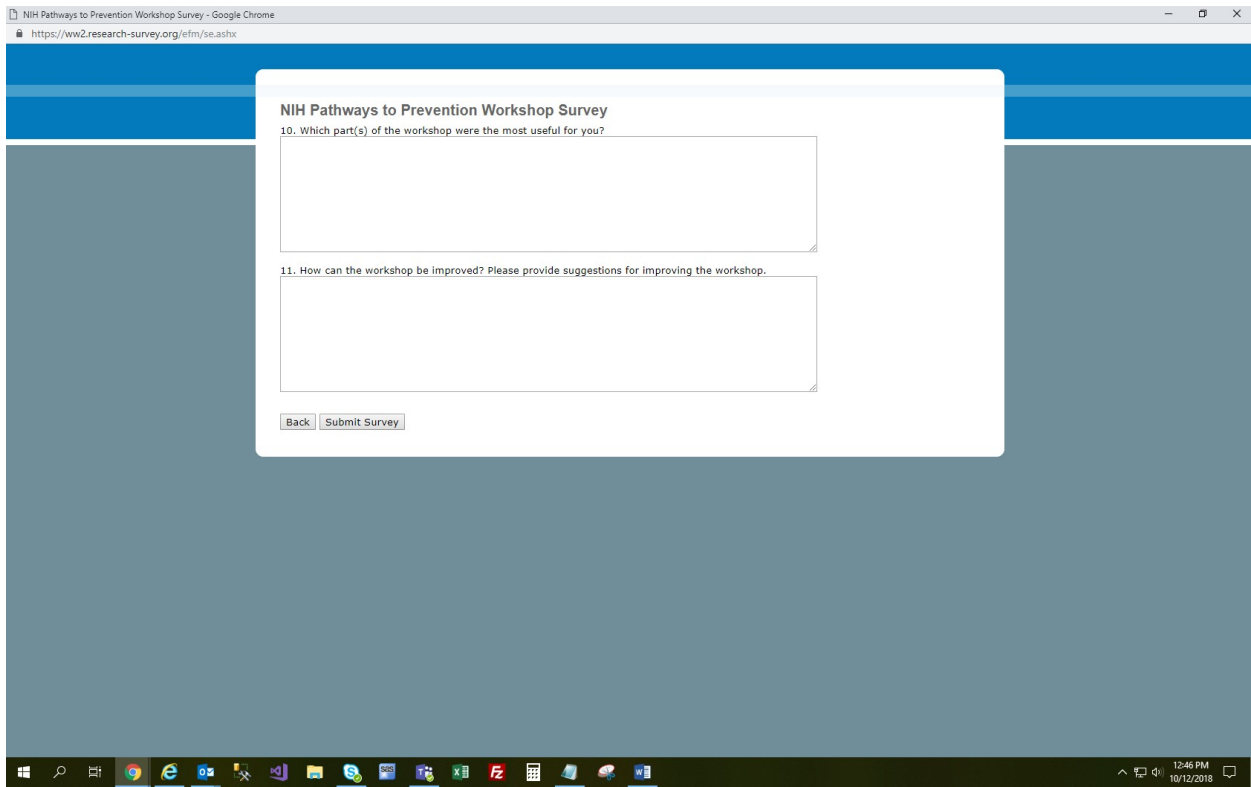 NIH Pathways to Prevention Workshop Survey - Google Chrome
https://ww2.research-survey.org/efm/se.ashx
NIH Pathways to Prevention Workshop Survey
10. Which part(s) of the workshop were the most useful for you?
11. How can the workshop be improved? Please provide suggestions for improving the workshop.
Back Submit Survey
12:46 PM
10/12/2018